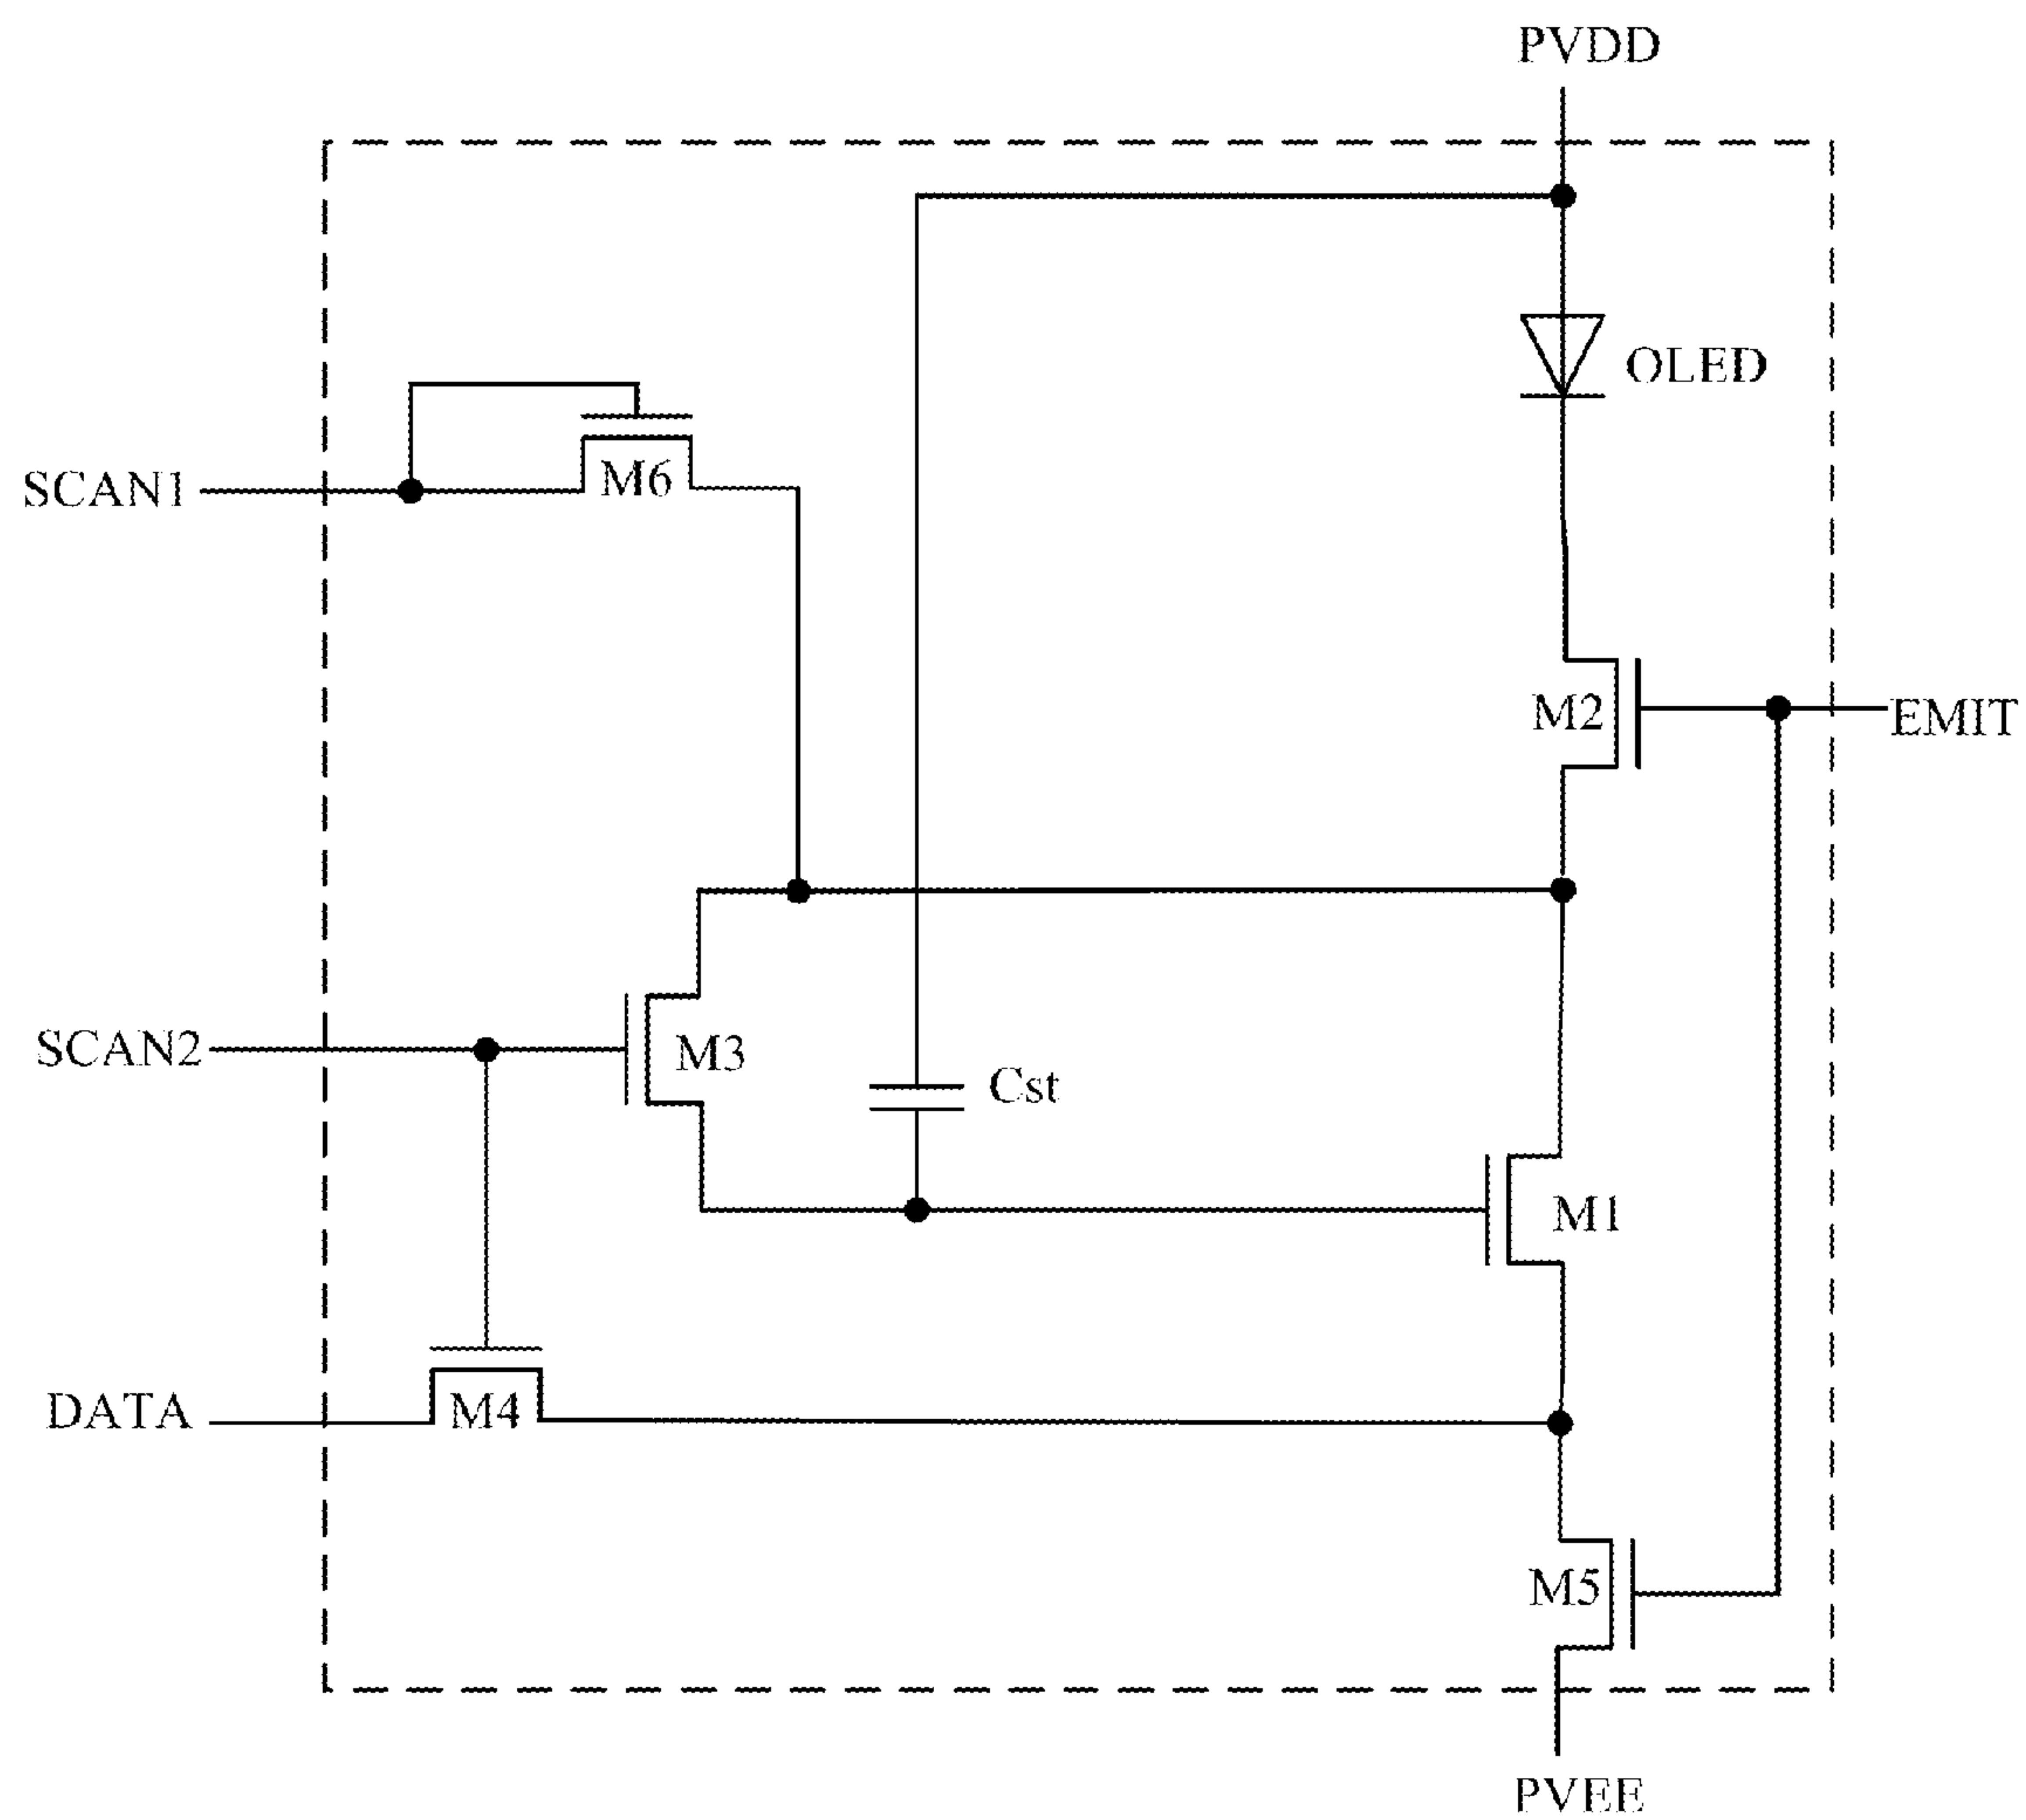 PVDD
OLED
SCAN1
M6
M2
EMIT
SCAN2
M3
Cst
M1
DATA
M4
M5
PVEE